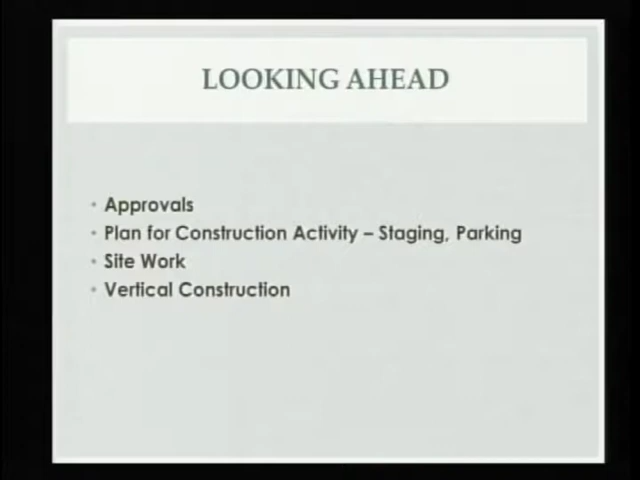 LOOKING AHEAD
• Approvals
• Plan for Construction Activity – Staging, Parking
• Site Work
• Vertical Construction